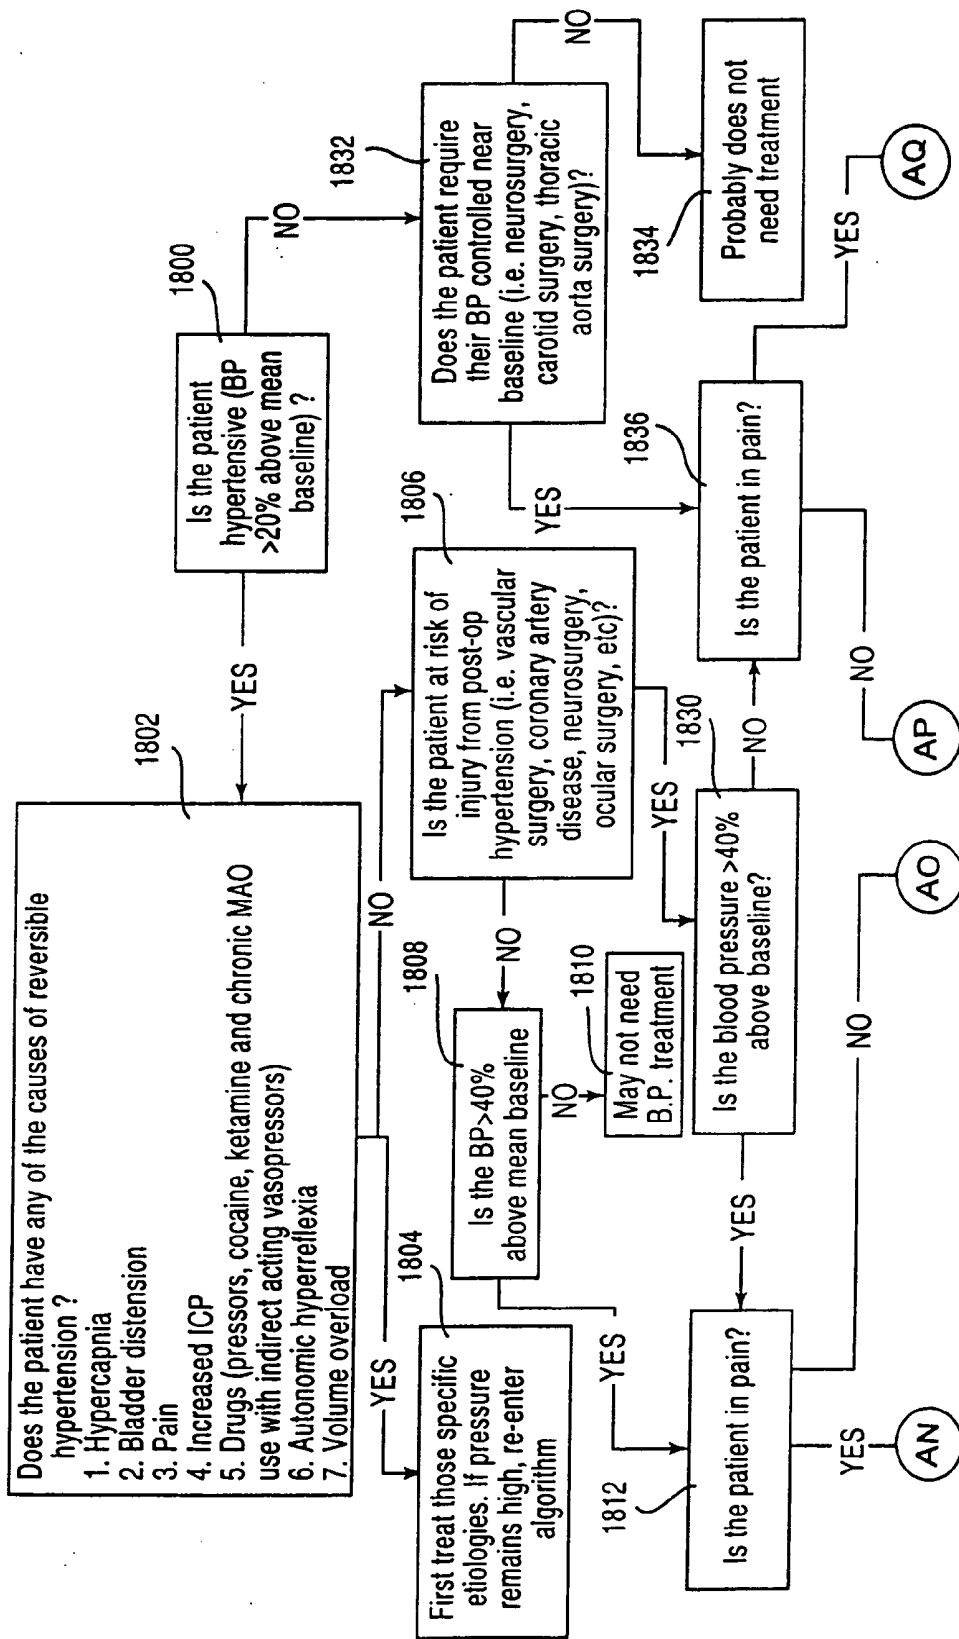 1800
Is the patient
hypertensive (BP
>20% above mean
baseline) ?
YES
NO
1802
Does the patient have any of the causes of reversible
hypertension ?
1. Hypercapnia
2. Bladder distension
3. Pain
4. Increased ICP
5. Drugs (pressors, cocaine, ketamine and chronic MAO
use with indirect acting vasopressors)
6. Autonomic hyperreflexia
7. Volume overload
YES
NO
1804
First treat those specific
etiologies. If pressure
remains high, re-enter
algorithm
1806
Is the patient at risk of
injury from post-op
hypertension (i.e. vascular
surgery, coronary artery
disease, neurosurgery,
ocular surgery, etc)?
NO
YES
1808
Is the BP>40%
above mean baseline
YES
NO
1810
May not need
B.P. treatment
1832
Does the patient require
their BP controlled near
baseline (i.e. neurosurgery,
carotid surgery, thoracic
aorta surgery)?
YES
NO
1834
Probably does not
need treatment
1830
Is the blood pressure >40%
above baseline?
YES
NO
1812
Is the patient in pain?
YES
NO
1836
Is the patient in pain?
NO
YES
AN
AO
AP
AQ